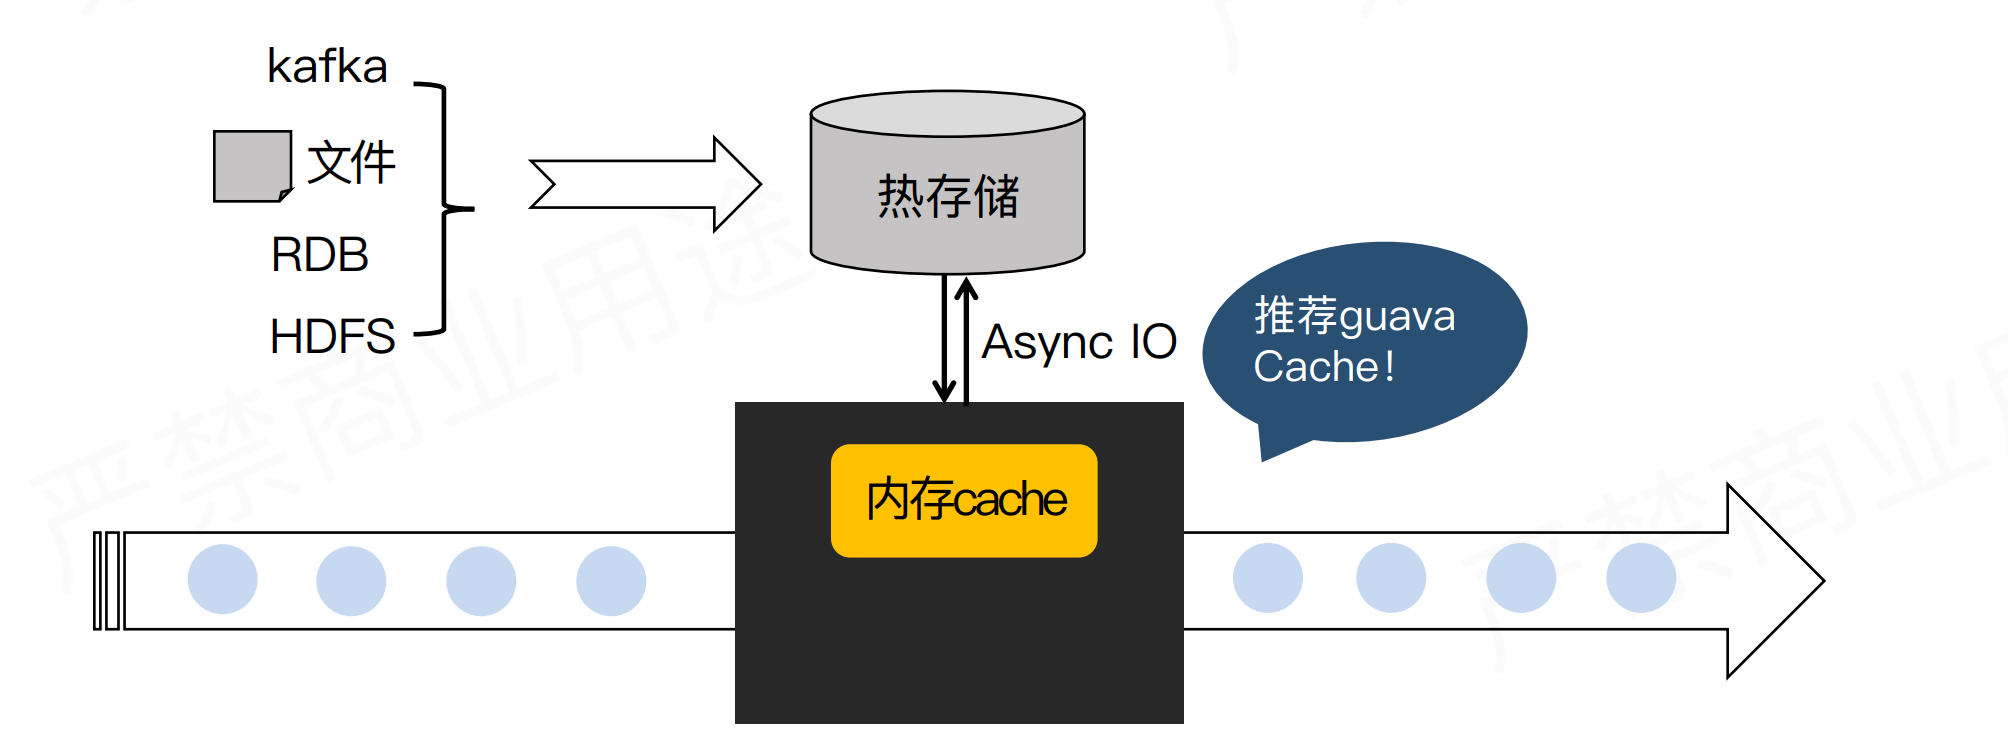 kafka
文件
RDB
HDFS
热存储
Async IO
推荐guava
Cache!
内存cache
严禁商业用途
严禁商业用